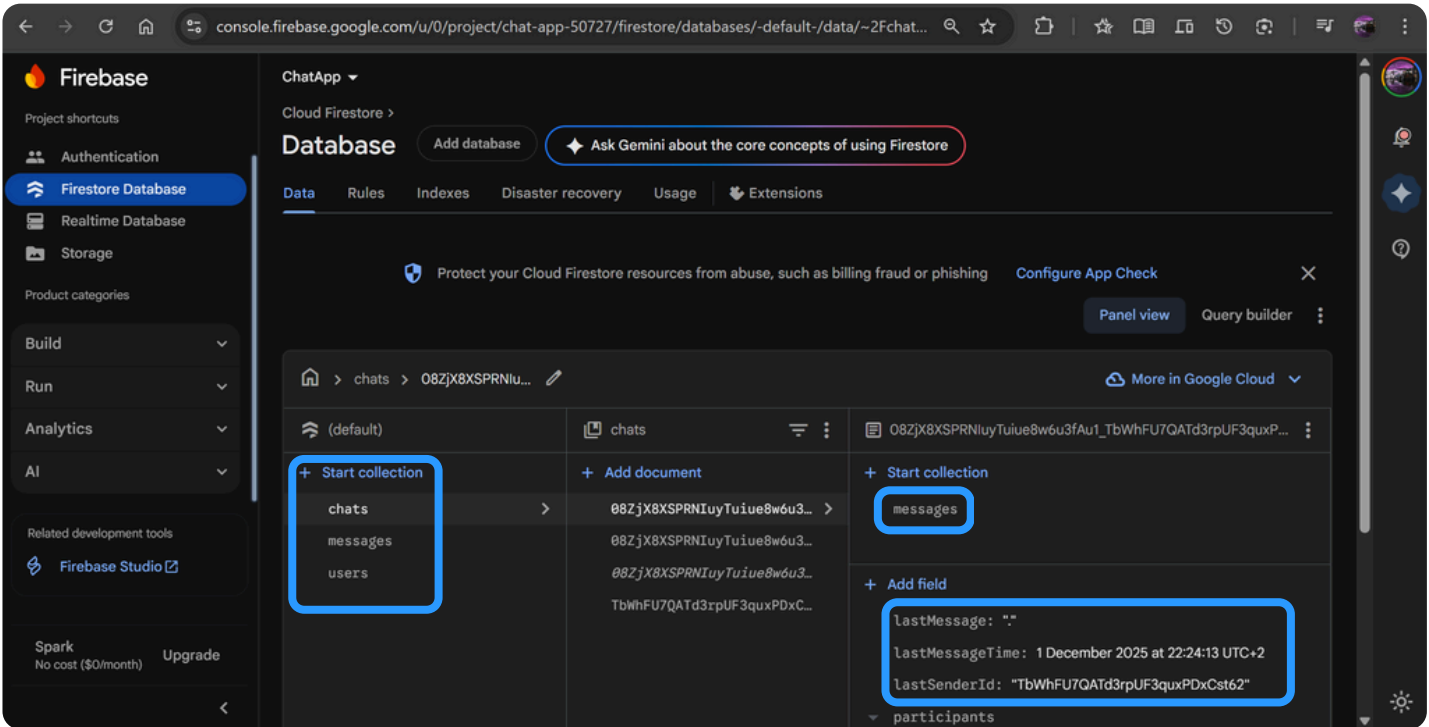 console.firebase.google.com/u/0/project/chat-app-50727/firestore/databases/-default-/data/~2Fchat...
Firebase
Project shortcuts
Authentication
Firestore Database
Realtime Database
Storage
Product categories
Build
Run
Analytics
AI
Related development tools
Firebase Studio
Spark
No cost ($0/month)
Upgrade
ChatApp
Cloud Firestore >
Database
Add database
Ask Gemini about the core concepts of using Firestore
Data
Rules
Indexes
Disaster recovery
Usage
Extensions
Protect your Cloud Firestore resources from abuse, such as billing fraud or phishing
Configure App Check
Panel view
Query builder
chats > 08ZjX8XSPRNIu...
More in Google Cloud
(default)
+ Start collection
chats
messages
users
chats
+ Add document
08ZjX8XSPRNIuyTuiue8w6u3…
08ZjX8XSPRNIuyTuiue8w6u3…
08ZjX8XSPRNIuyTuiue8w6u3…
TbWhFU7QATd3rpUF3quxPDxC…
08ZjX8XSPRNIuyTuiue8w6u3fAu1_TbWhFU7QATd3rpUF3quxP...
+ Start collection
messages
+ Add field
lastMessage: "."
lastMessageTime: 1 December 2025 at 22:24:13 UTC+2
lastSenderId: "TbWhFU7QATd3rpUF3quxPDxCst62"
participants